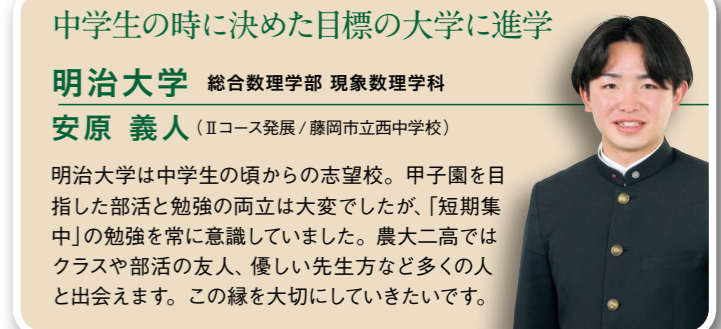 中学生の時に決めた目標の大学に進学
明治大学 総合数理学部 現象数理学科
安原 義人(Ⅱコース発展/藤岡市立西中学校)
明治大学は中学生の頃からの志望校。甲子園を目
指した部活と勉強の両立は大変でしたが、「短期集
中」の勉強を常に意識していました。農大二高では
クラスや部活の友人、優しい先生方など多くの人
と出会えます。この縁を大切にしていきたいです。